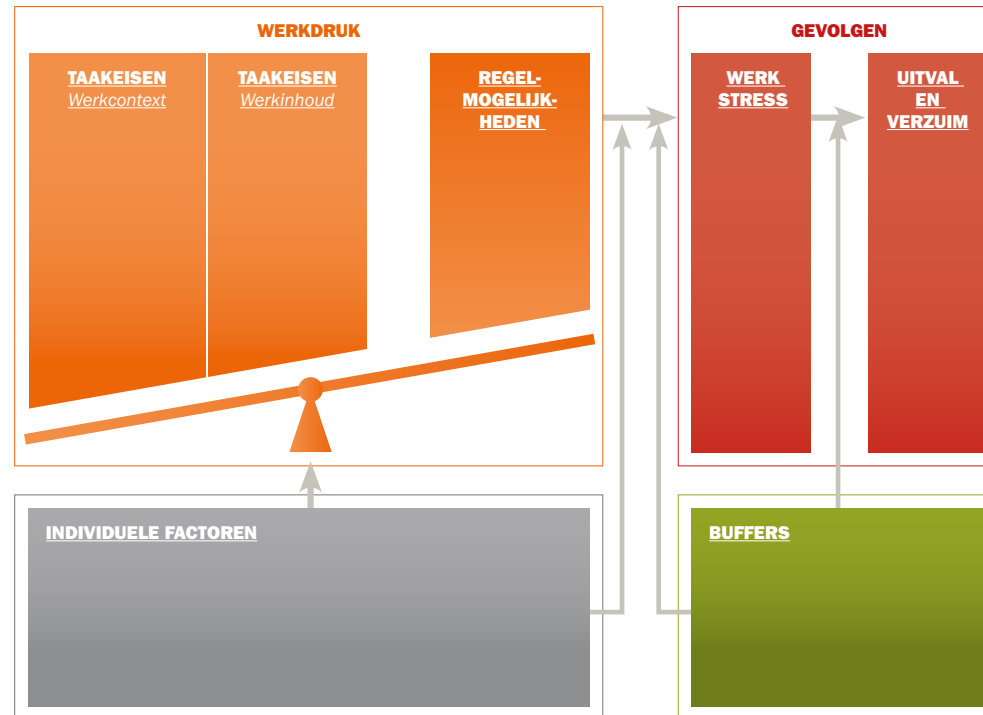 WERKDRUK
TAAKEISEN
Werkcontext
TAAKEISEN
Werkinhoud
REGEL-
MOGELIJK-
HEDEN
GEVOLGEN
WERK
STRESS
UITVAL
EN
VERZUIM
INDIVIDUELE FACTOREN
BUFFERS